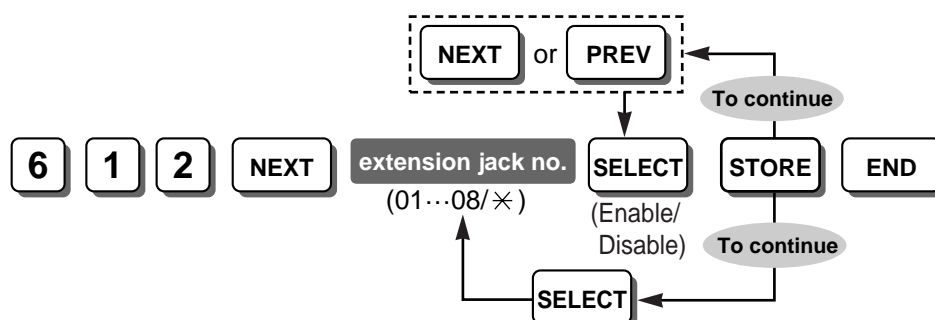 NEXT or PREV
To continue
6 1 2 NEXT extension jack no. SELECT STORE END
(01···08/✳)
(Enable/
Disable)
To continue
SELECT